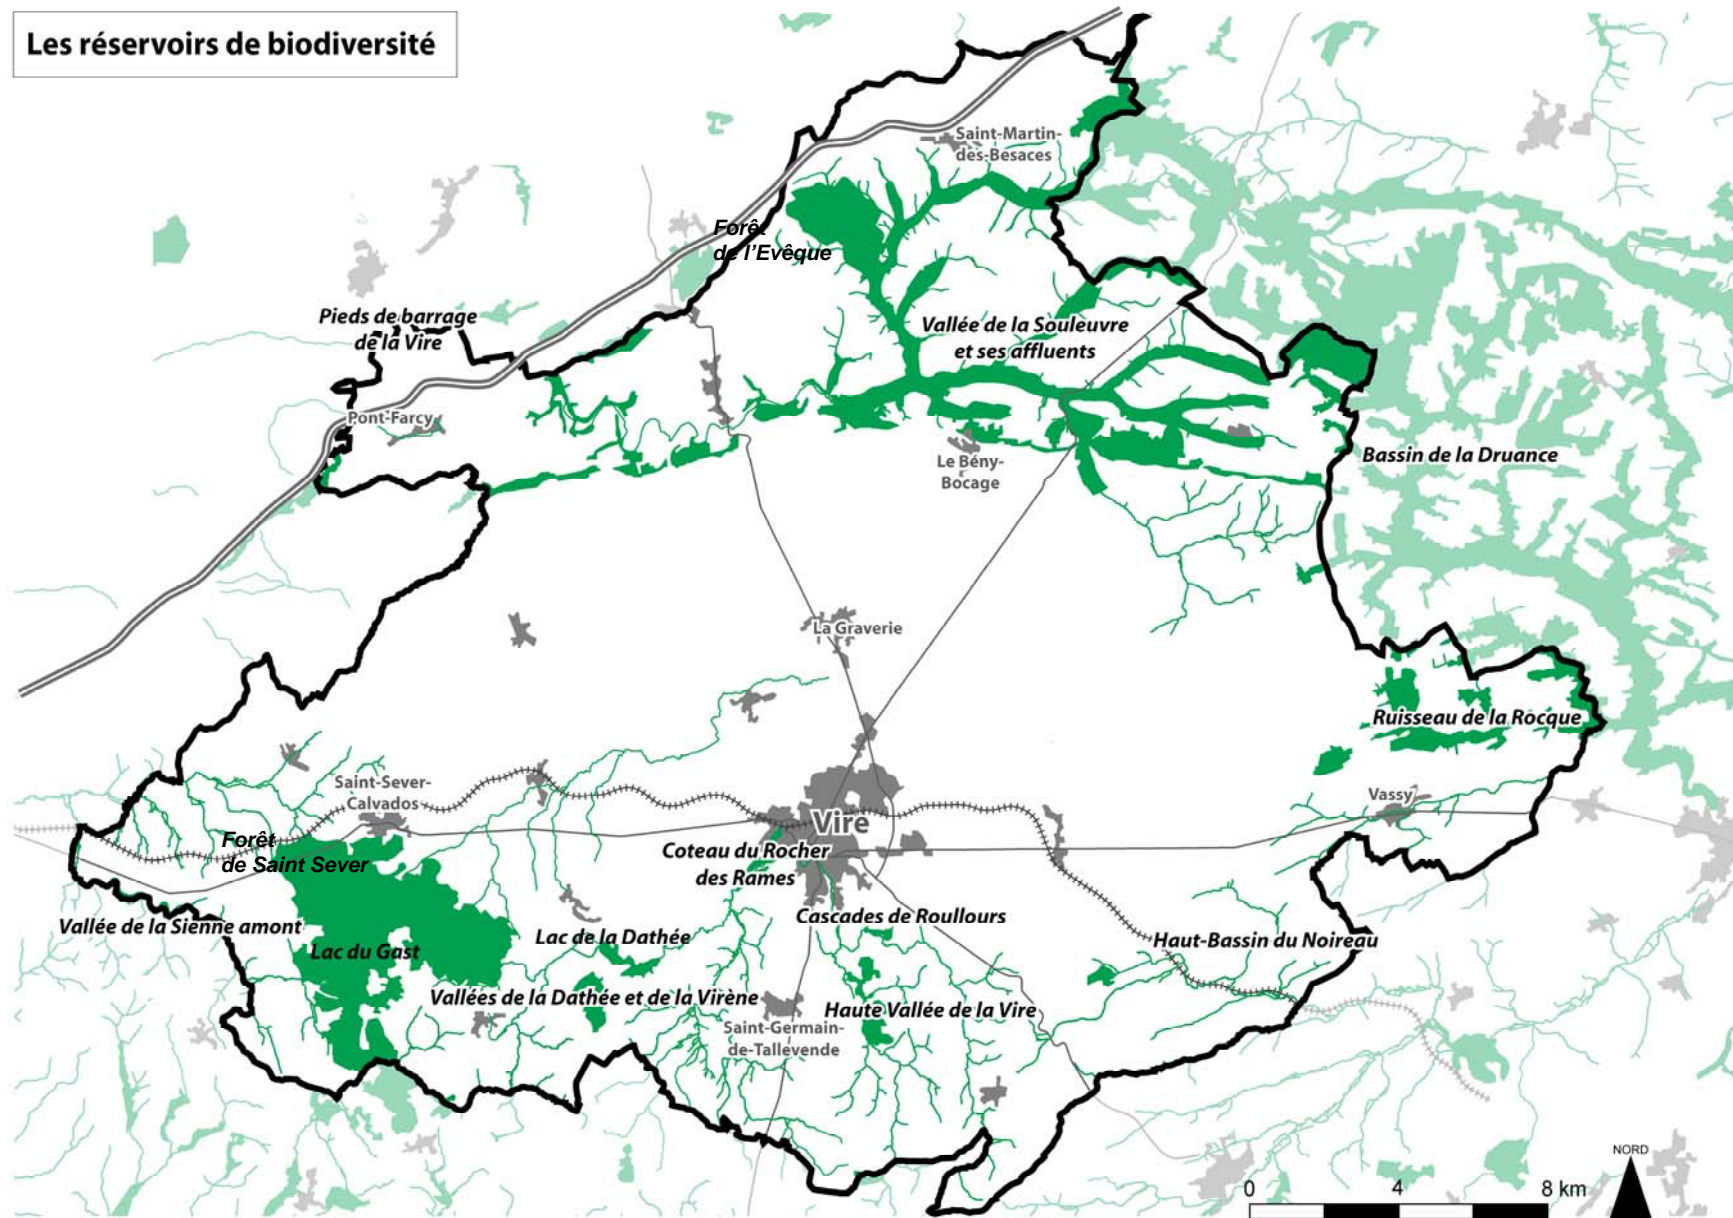 Les réservoirs de biodiversité
Saint-Martin-
des-Besaces
Forêt
de l'Evêque
Pieds de barrage
de la Vire
Vallée de la Souleuvre
et ses affluents
Pont-Farcy
Le Bény-
Bocage
Bassin de la Druance
La Graverie
Ruisseau de la Rocque
Saint-Sever-
Calvados
Vassy
Vire
Forêt
de Saint Sever
Coteau du Rocher
des Rames
Vallée de la Sienne amont
Cascades de Roullours
Lac du Gast
Lac de la Dathée
Haut-Bassin du Noireau
Vallées de la Dathée et de la Virène
Haute Vallée de la Vire
Saint-Germain-
de-Tallevende
NORD
0 4 8 km